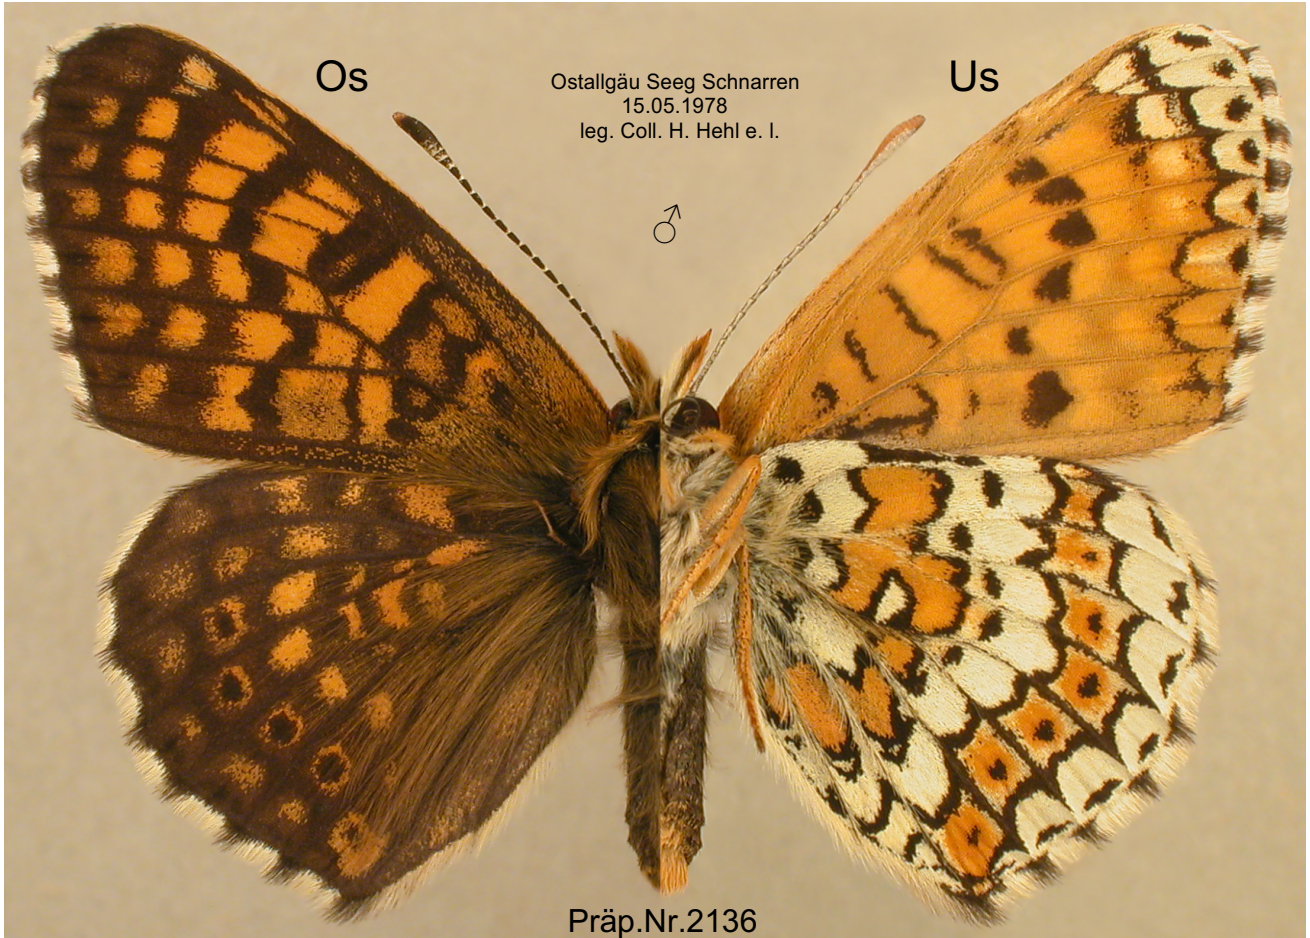 Os
Us
Ostallgäu Seeg Schnarren
15.05.1978
leg. Coll. H. Hehl e. l.
♂
Präp.Nr.2136